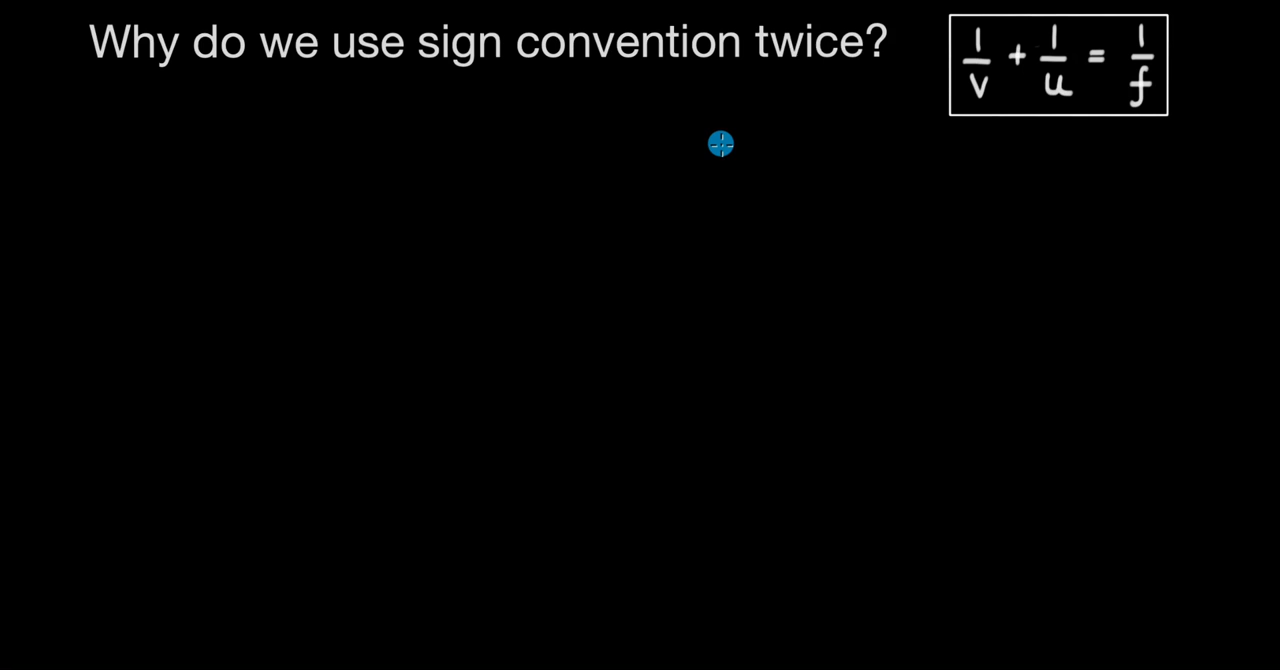 Why do we use sign convention twice?
1/v + 1/u = 1/f